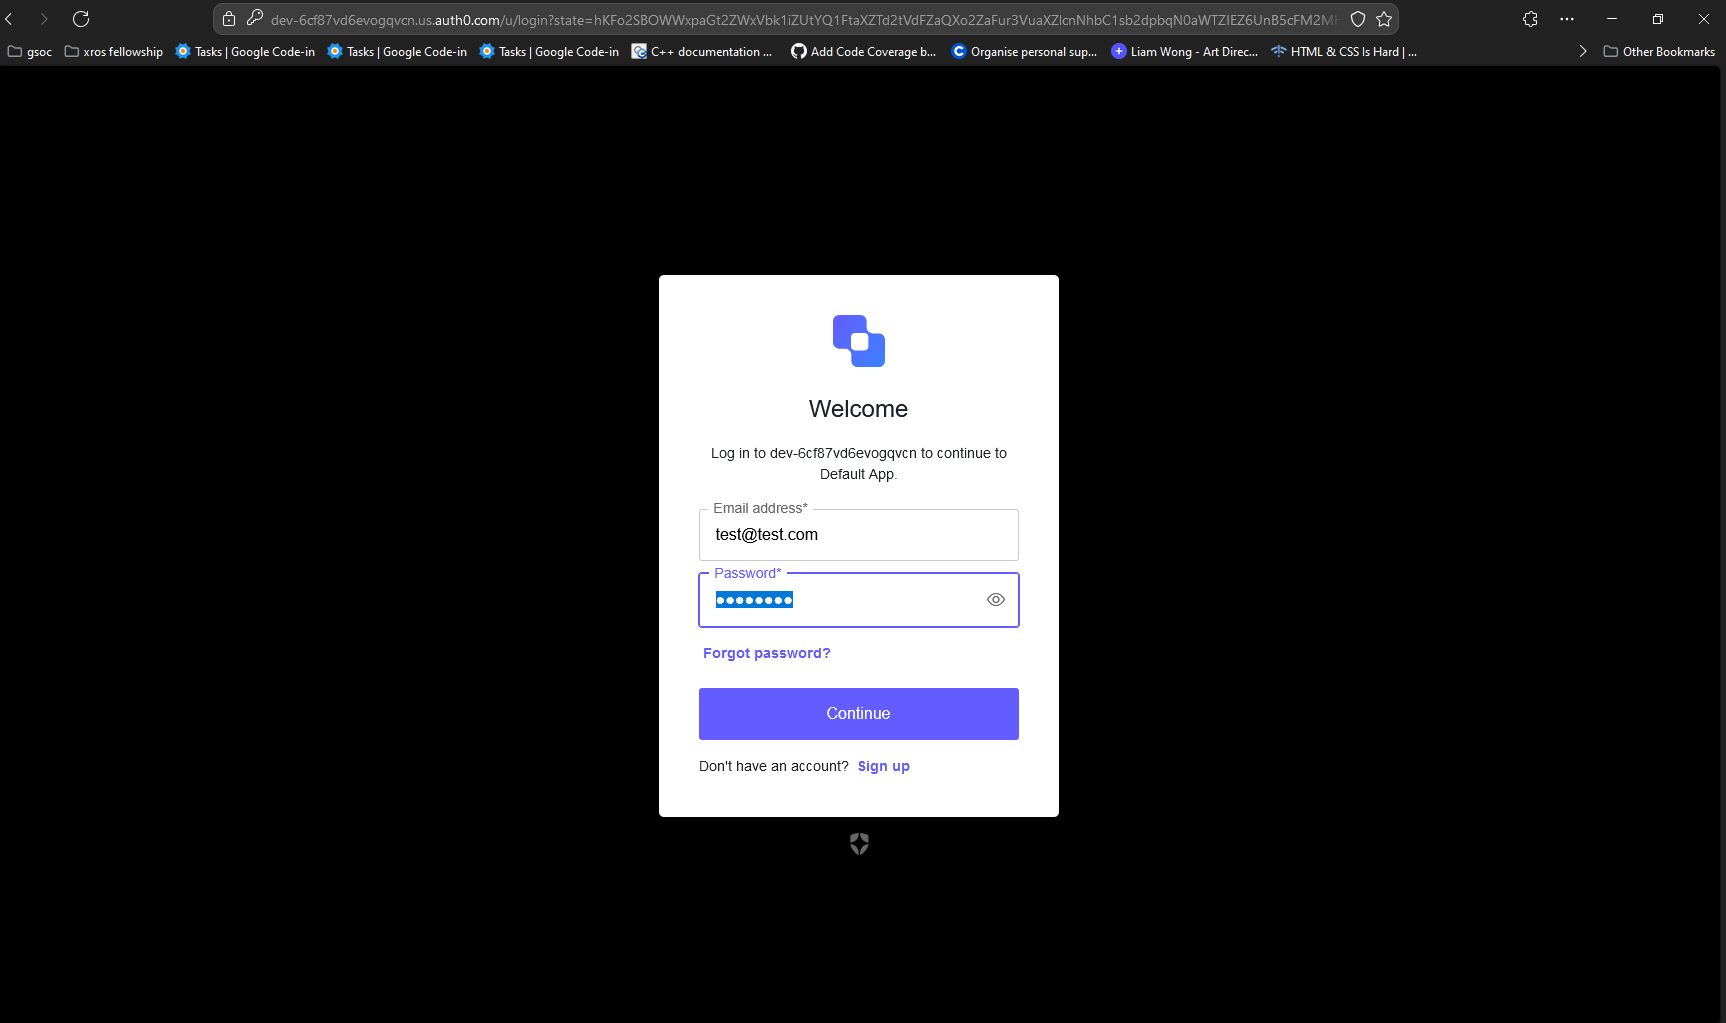 dev-6cf87vd6evogqvcn.us.auth0.com/u/login?state=
gsoc
xros fellowship
Tasks | Google Code-in
Tasks | Google Code-in
Tasks | Google Code-in
C++ documentation ...
Add Code Coverage b...
Organise personal sup...
Liam Wong - Art Direc...
HTML & CSS Is Hard | ...
Other Bookmarks
Welcome
Log in to dev-6cf87vd6evogqvcn to continue to
Default App.
Email address*
test@test.com
Password*
Forgot password?
Continue
Don't have an account? Sign up